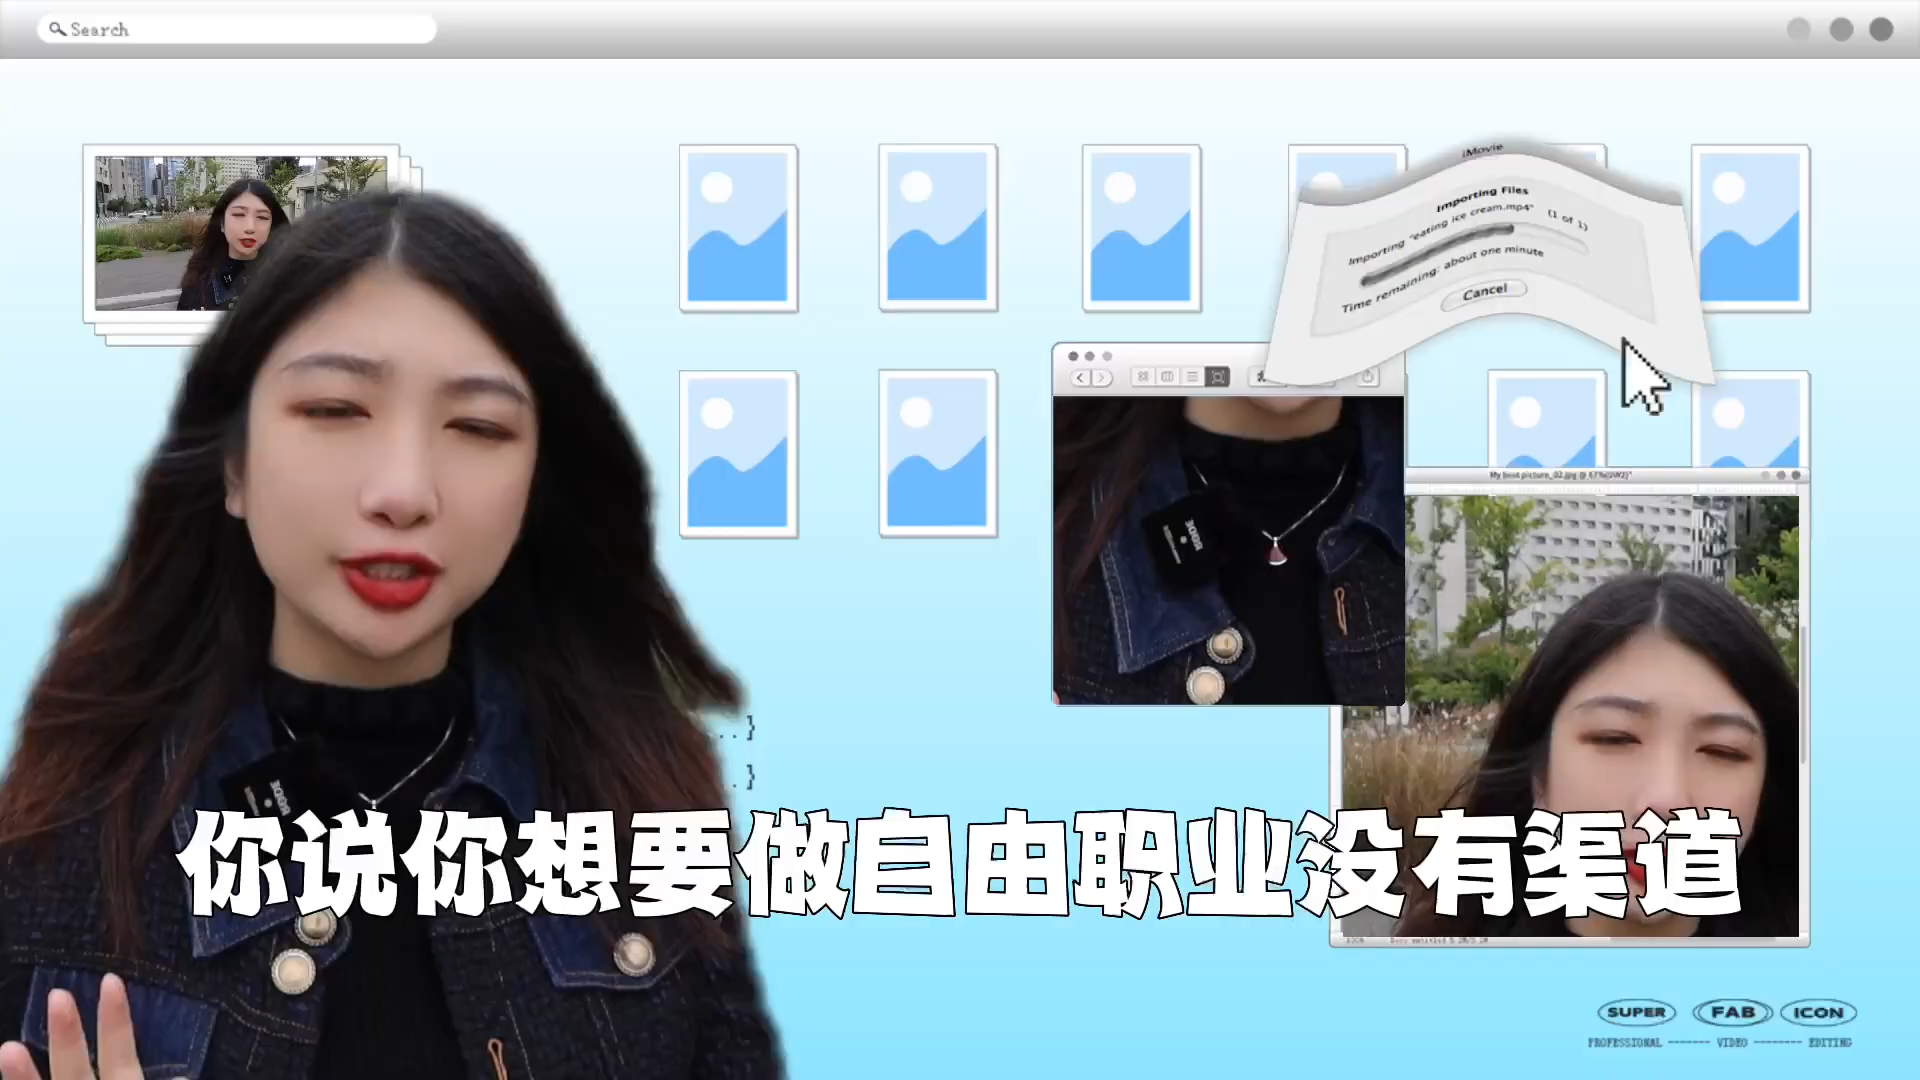 Search
iMovie
Importing Files
Importing "eating ice cream.mp4" (1 of 1)
Time remaining: about one minute
Cancel
RODE
RODE
..}
.}
你说你想要做自由职业没有渠道
SUPER FAB ICON
PROFESSIONAL ------- VIDEO -------- EDITING